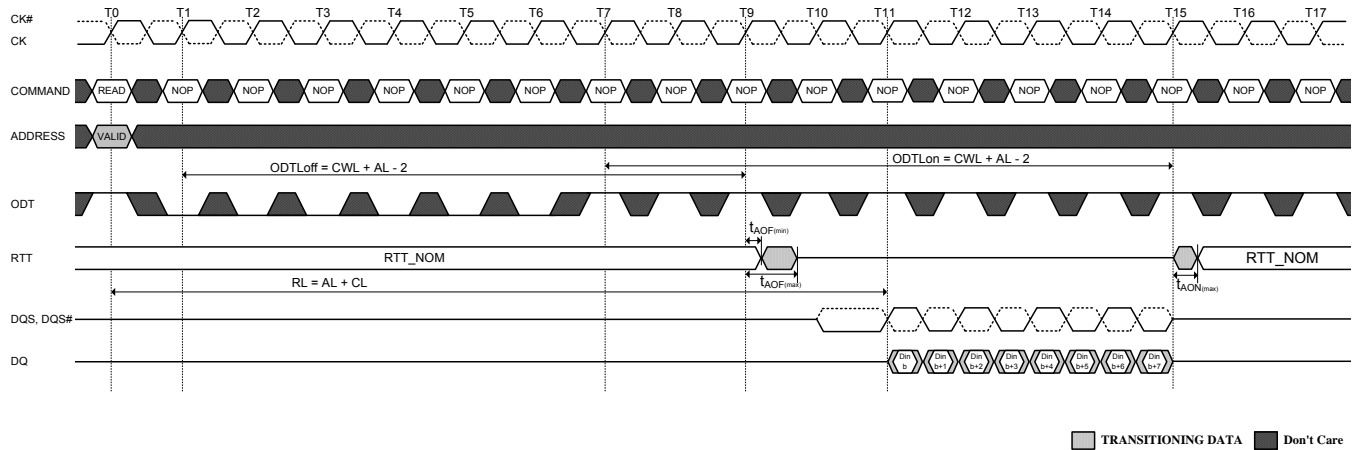 CK#
T0 T1 T2 T3 T4 T5 T6 T7 T8 T9 T10 T11 T12 T13 T14 T15 T16 T17
CK
COMMAND READ NOP NOP NOP NOP NOP NOP NOP NOP NOP NOP NOP NOP NOP NOP NOP NOP NOP
ADDRESS VALID
ODTLoff = CWL + AL - 2
ODTLon = CWL + AL - 2
ODT
tAOF(min)
RTT RTT_NOM RTT_NOM
tAOF(max)
tAON(max)
RL = AL + CL
DQS, DQS#
DQ Din b Din b+1 Din b+2 Din b+3 Din b+4 Din b+5 Din b+6 Din b+7
TRANSITIONING DATA Don't Care